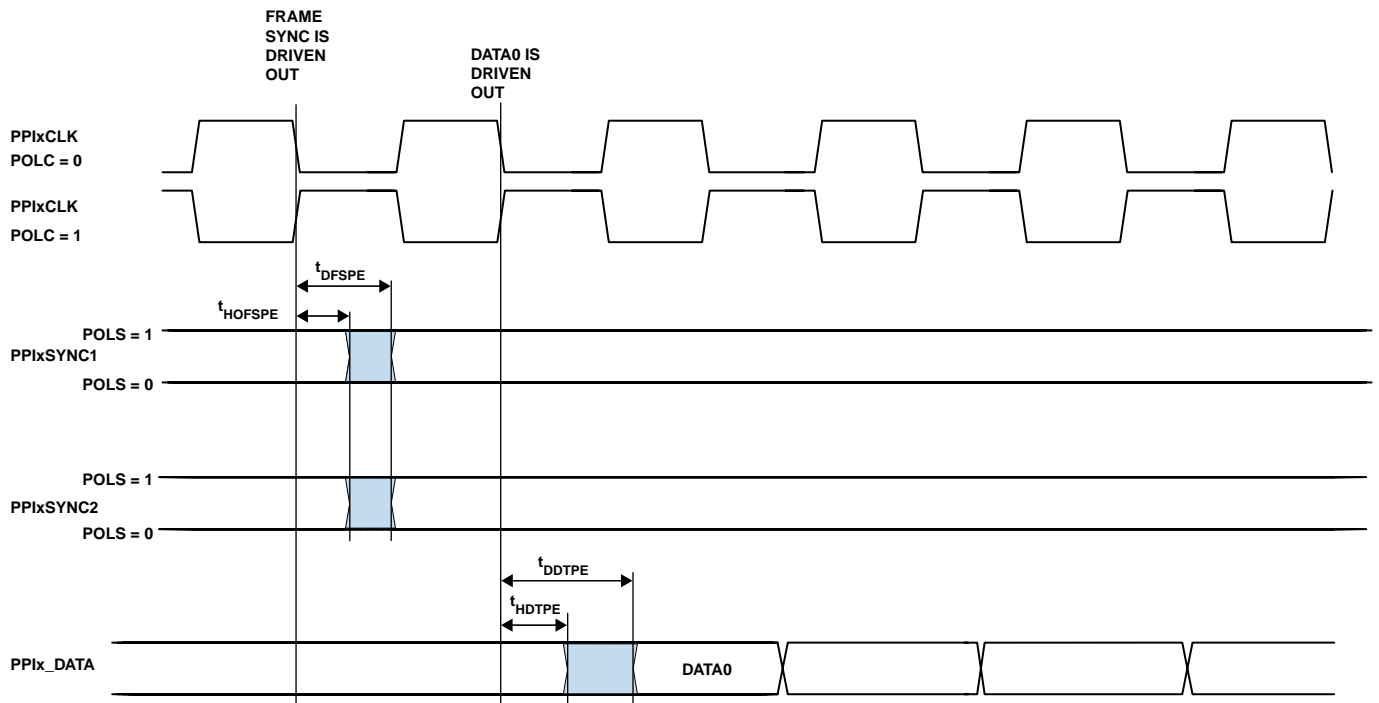 FRAME
SYNC IS
DRIVEN
OUT
DATA0 IS
DRIVEN
OUT
PPIxCLK
POLC = 0
PPIxCLK
POLC = 1
tDFSPE
tHOFSPE
POLS = 1
PPIxSYNC1
POLS = 0
POLS = 1
PPIxSYNC2
POLS = 0
tDDTPE
tHDTPE
PPIx_DATA
DATA0